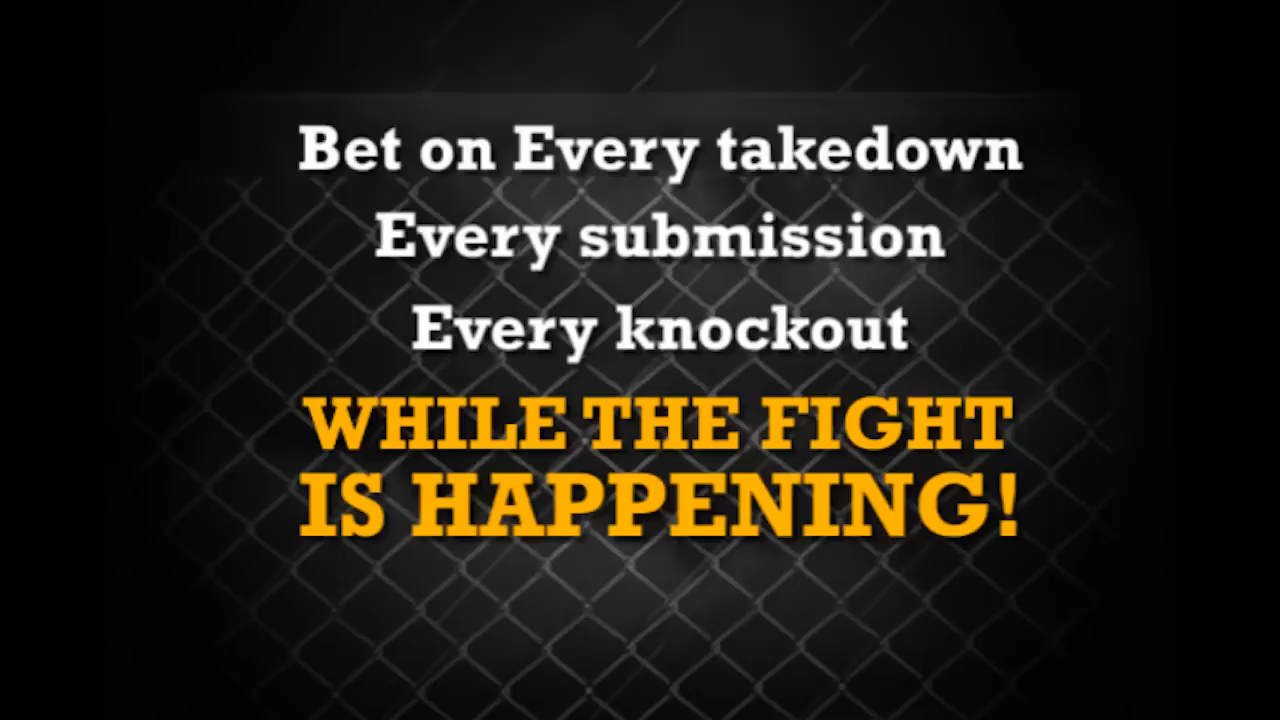 Bet on Every takedown
Every submission
Every knockout
WHILE THE FIGHT
IS HAPPENING!